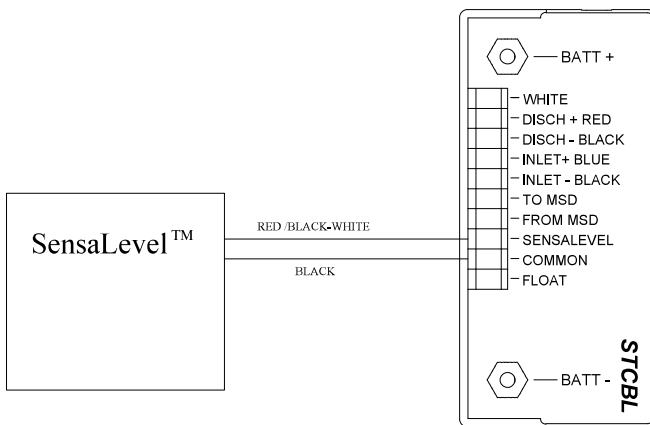 BATT +
WHITE
DISCH + RED
DISCH - BLACK
INLET+ BLUE
INLET - BLACK
TO MSD
FROM MSD
SENSALEVEL
COMMON
FLOAT
SensaLevel™
RED /BLACK-WHITE
BLACK
BATT -
STCBL